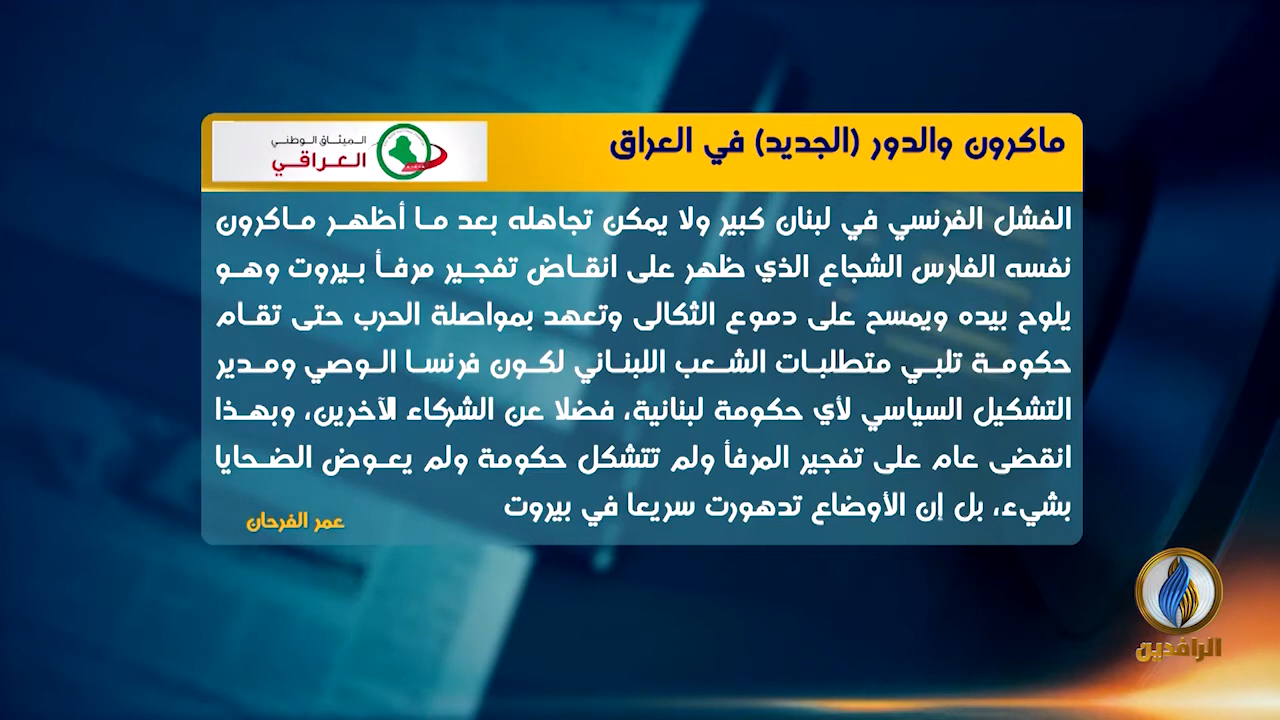 ماكرون والدور (الجديد) في العراق
الميثاق الوطني
العراقي
الفشل الفرنسي في لبنان كبير ولا يمكن تجاهله بعد ما أظهر ماكرون
نفسه الفارس الشجاع الذي ظهر على انقاض تفجير مرفأ بيروت وهو
يلوح بيده ويمسح على دموع الثكالى وتعهد بمواصلة الحرب حتى تقام
حكومة تلبي متطلبات الشعب اللبناني لكون فرنسا الوصي ومدير
التشكيل السياسي لأي حكومة لبنانية، فضلا عن الشركاء الآخرين، وبهذا
انقضى عام على تفجير المرفأ ولم تتشكل حكومة ولم يعوض الضحايا
بشيء، بل إن الأوضاع تدهورت سريعا في بيروت
عمر الفرحان
الرافدين